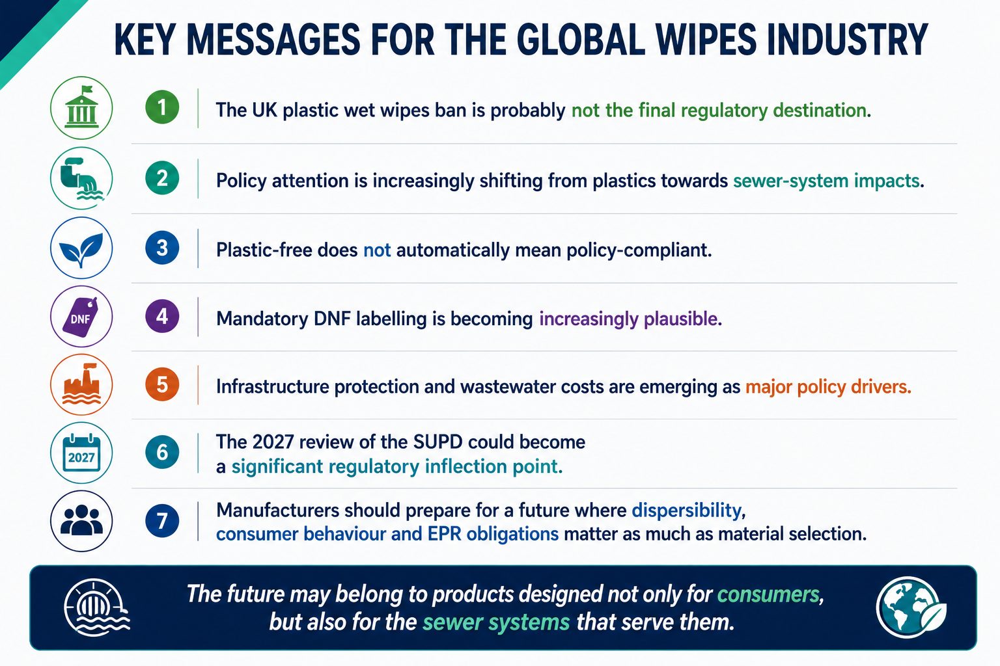 KEY MESSAGES FOR THE GLOBAL WIPES INDUSTRY
1
The UK plastic wet wipes ban is probably not the final regulatory destination.
2
Policy attention is increasingly shifting from plastics towards sewer-system impacts.
3
Plastic-free does not automatically mean policy-compliant.
DNF
4
Mandatory DNF labelling is becoming increasingly plausible.
5
Infrastructure protection and wastewater costs are emerging as major policy drivers.
2027
6
The 2027 review of the SUPD could become
a significant regulatory inflection point.
7
Manufacturers should prepare for a future where dispersibility,
consumer behaviour and EPR obligations matter as much as material selection.
The future may belong to products designed not only for consumers,
but also for the sewer systems that serve them.